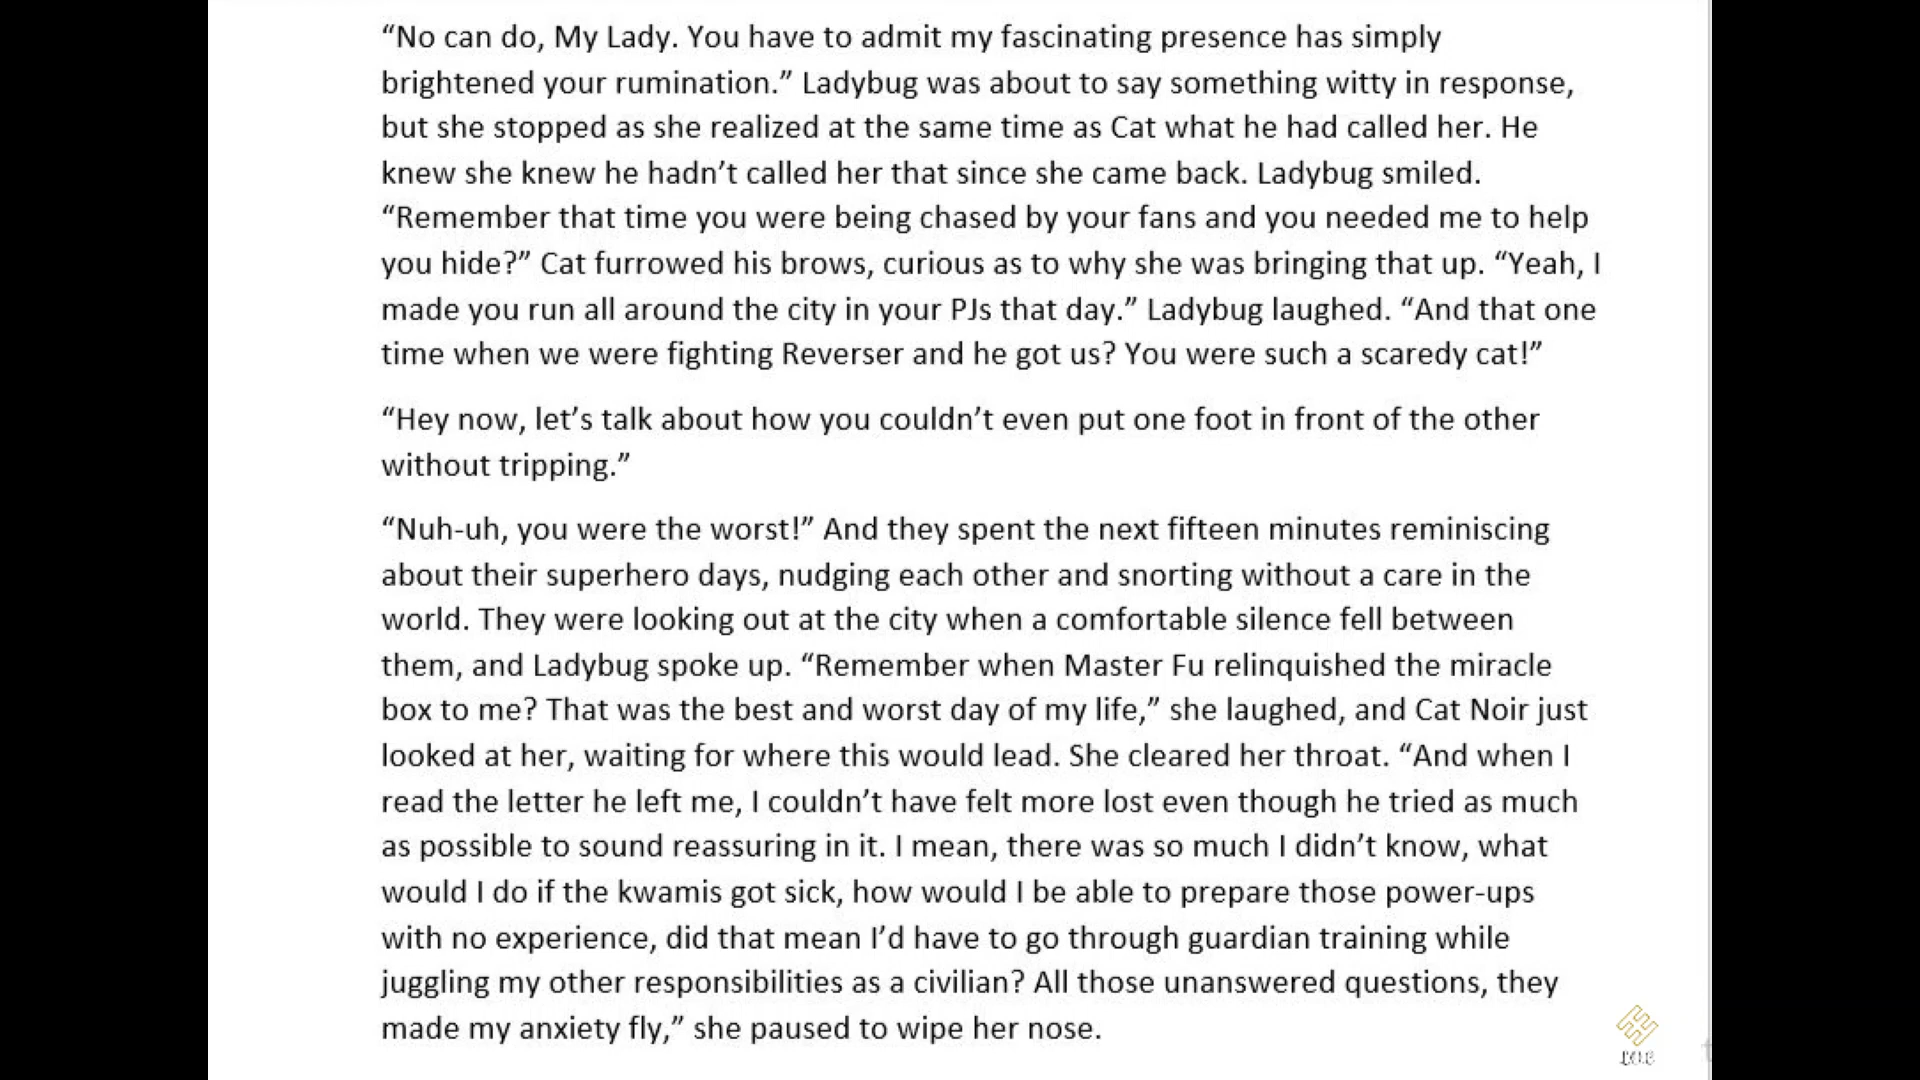 “No can do, My Lady. You have to admit my fascinating presence has simply
brightened your rumination.” Ladybug was about to say something witty in response,
but she stopped as she realized at the same time as Cat what he had called her. He
knew she knew he hadn’t called her that since she came back. Ladybug smiled.
“Remember that time you were being chased by your fans and you needed me to help
you hide?” Cat furrowed his brows, curious as to why she was bringing that up. “Yeah, I
made you run all around the city in your PJs that day.” Ladybug laughed. “And that one
time when we were fighting Reverser and he got us? You were such a scaredy cat!”
“Hey now, let’s talk about how you couldn’t even put one foot in front of the other
without tripping.”
“Nuh-uh, you were the worst!” And they spent the next fifteen minutes reminiscing
about their superhero days, nudging each other and snorting without a care in the
world. They were looking out at the city when a comfortable silence fell between
them, and Ladybug spoke up. “Remember when Master Fu relinquished the miracle
box to me? That was the best and worst day of my life,” she laughed, and Cat Noir just
looked at her, waiting for where this would lead. She cleared her throat. “And when I
read the letter he left me, I couldn’t have felt more lost even though he tried as much
as possible to sound reassuring in it. I mean, there was so much I didn’t know, what
would I do if the kwamis got sick, how would I be able to prepare those power-ups
with no experience, did that mean I’d have to go through guardian training while
juggling my other responsibilities as a civilian? All those unanswered questions, they
made my anxiety fly,” she paused to wipe her nose.